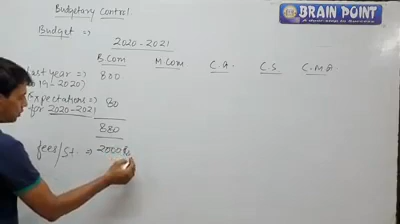 Budgetary Control
BRAIN POINT
Budget ⇒
2020-2021
B.Com M.Com C.A. C.S. C.M.A.
last year ⇒ 800
Expectations ⇒ 80
for 2020-2021
880
fees/St. ⇒ 2000